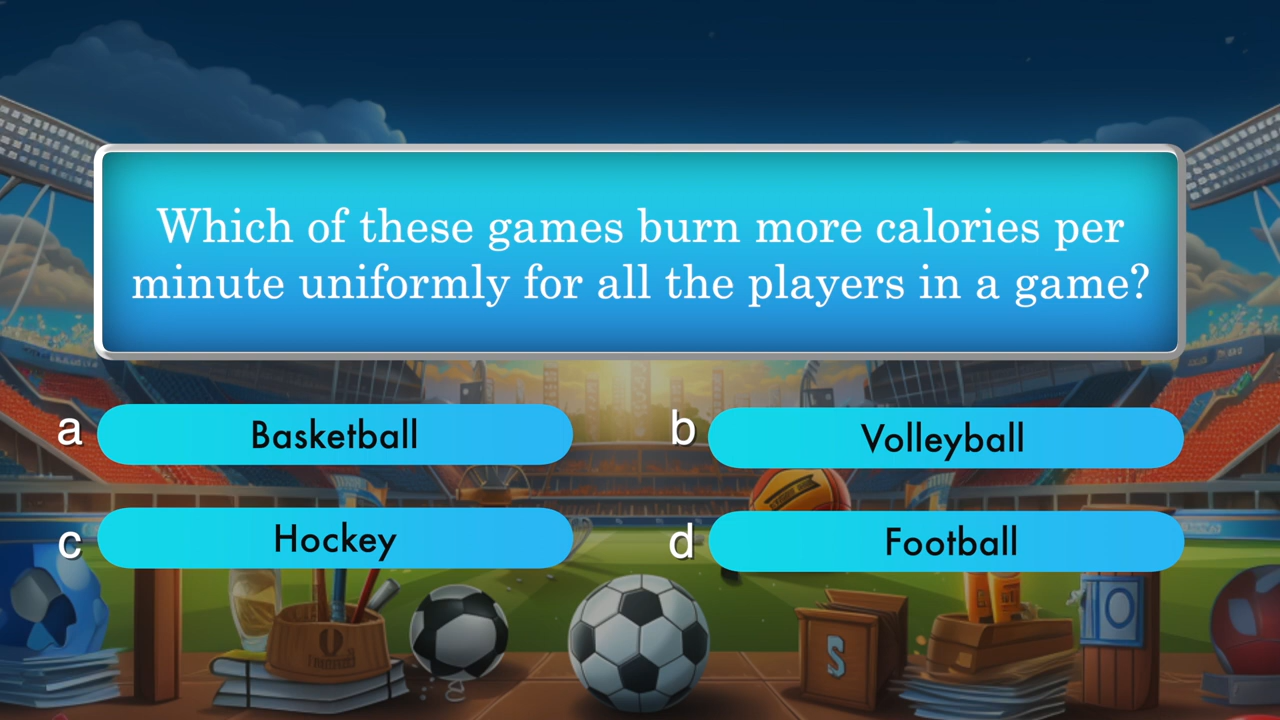 Which of these games burn more calories per
minute uniformly for all the players in a game?
a Basketball
b Volleyball
c Hockey
d Football
S